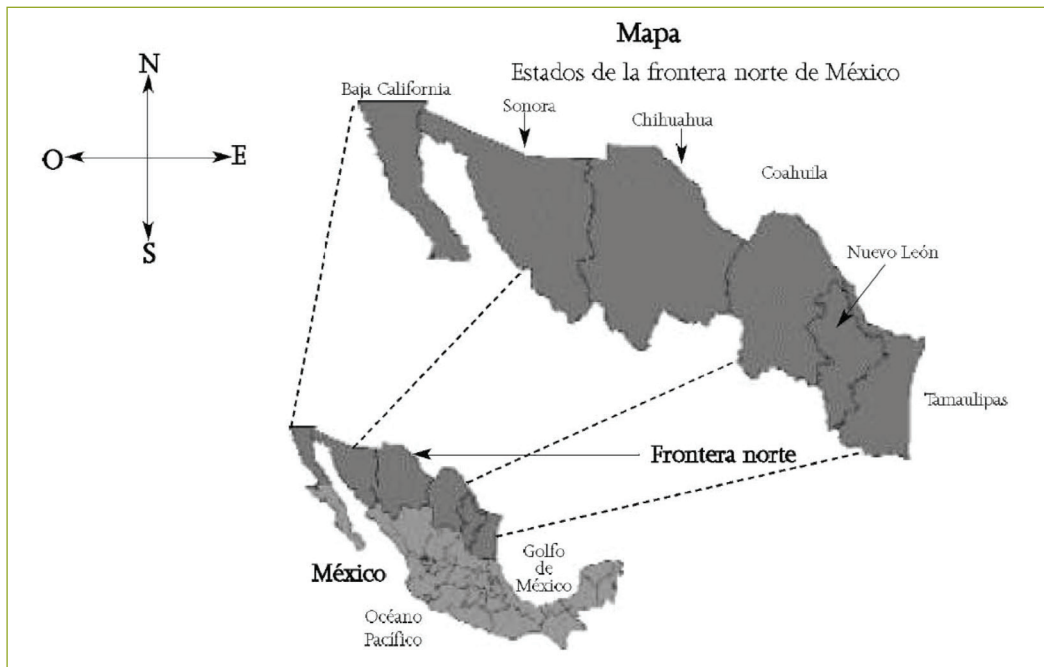 Mapa
Estados de la frontera norte de México
N
O
E
S
Baja California
Sonora
Chihuahua
Coahuila
Nuevo León
Tamaulipas
Frontera norte
México
Golfo
de
México
Océano
Pacífico